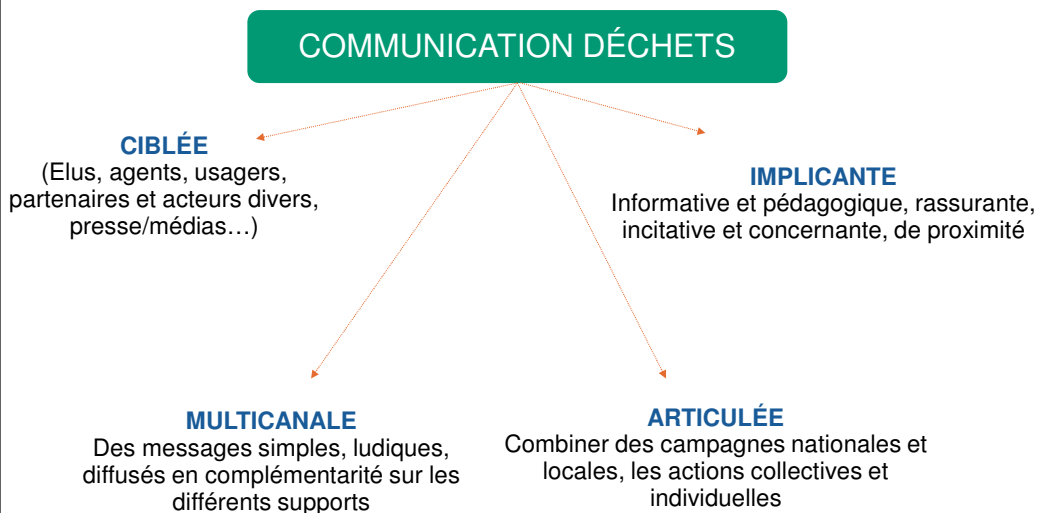 COMMUNICATION DÉCHETS
CIBLÉE
(Elus, agents, usagers,
partenaires et acteurs divers,
presse/médias…)
IMPLICANTE
Informative et pédagogique, rassurante,
incitative et concernante, de proximité
MULTICANALE
Des messages simples, ludiques,
diffusés en complémentarité sur les
différents supports
ARTICULÉE
Combiner des campagnes nationales et
locales, les actions collectives et
individuelles